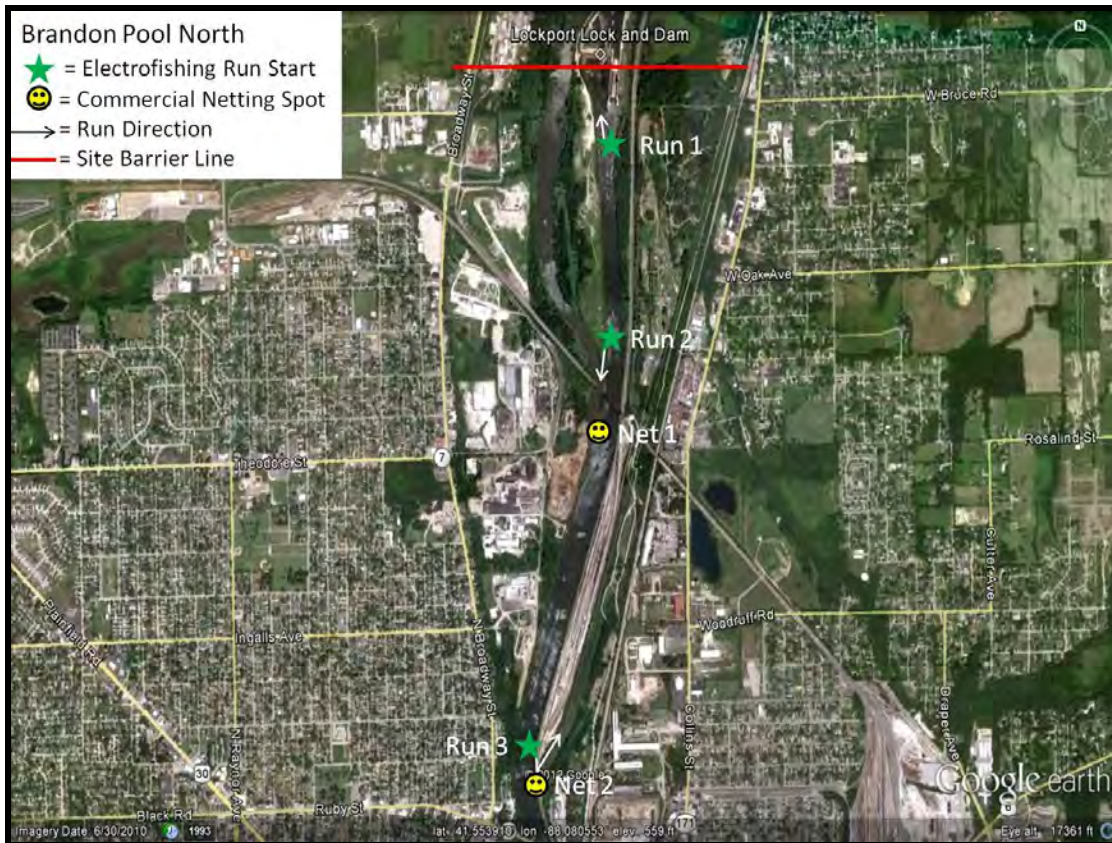 Brandon Pool North
= Electrofishing Run Start
= Commercial Netting Spot
= Run Direction
= Site Barrier Line
Lockport Lock and Dam
N
Broadway St
W Bruce Rd
Run 1
W Oak Ave
Run 2
Net 1
Rosalind St
Theodore St
7
Cutler Ave
Plainfield Rd
Woodruff Rd
Ingalls Ave
N Broadway St
N Raynor Ave
Collins St
Draper Ave
Run 3
30
2012 Google
Net 2
Google earth
Black Rd
Ruby St
171
Imagery Date: 6/30/2010
1993
lat 41.553910 lon -88.080553 elev 559 ft
Eye alt 17361 ft